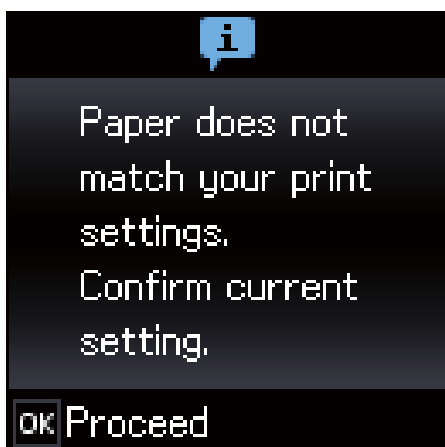 i
Paper does not
match your print
settings.
Confirm current
setting.
OK Proceed